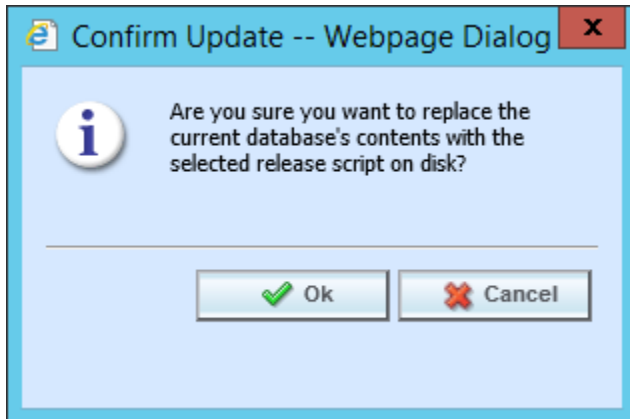 Confirm Update -- Webpage Dialog
x
Are you sure you want to replace the
current database's contents with the
selected release script on disk?
Ok
Cancel